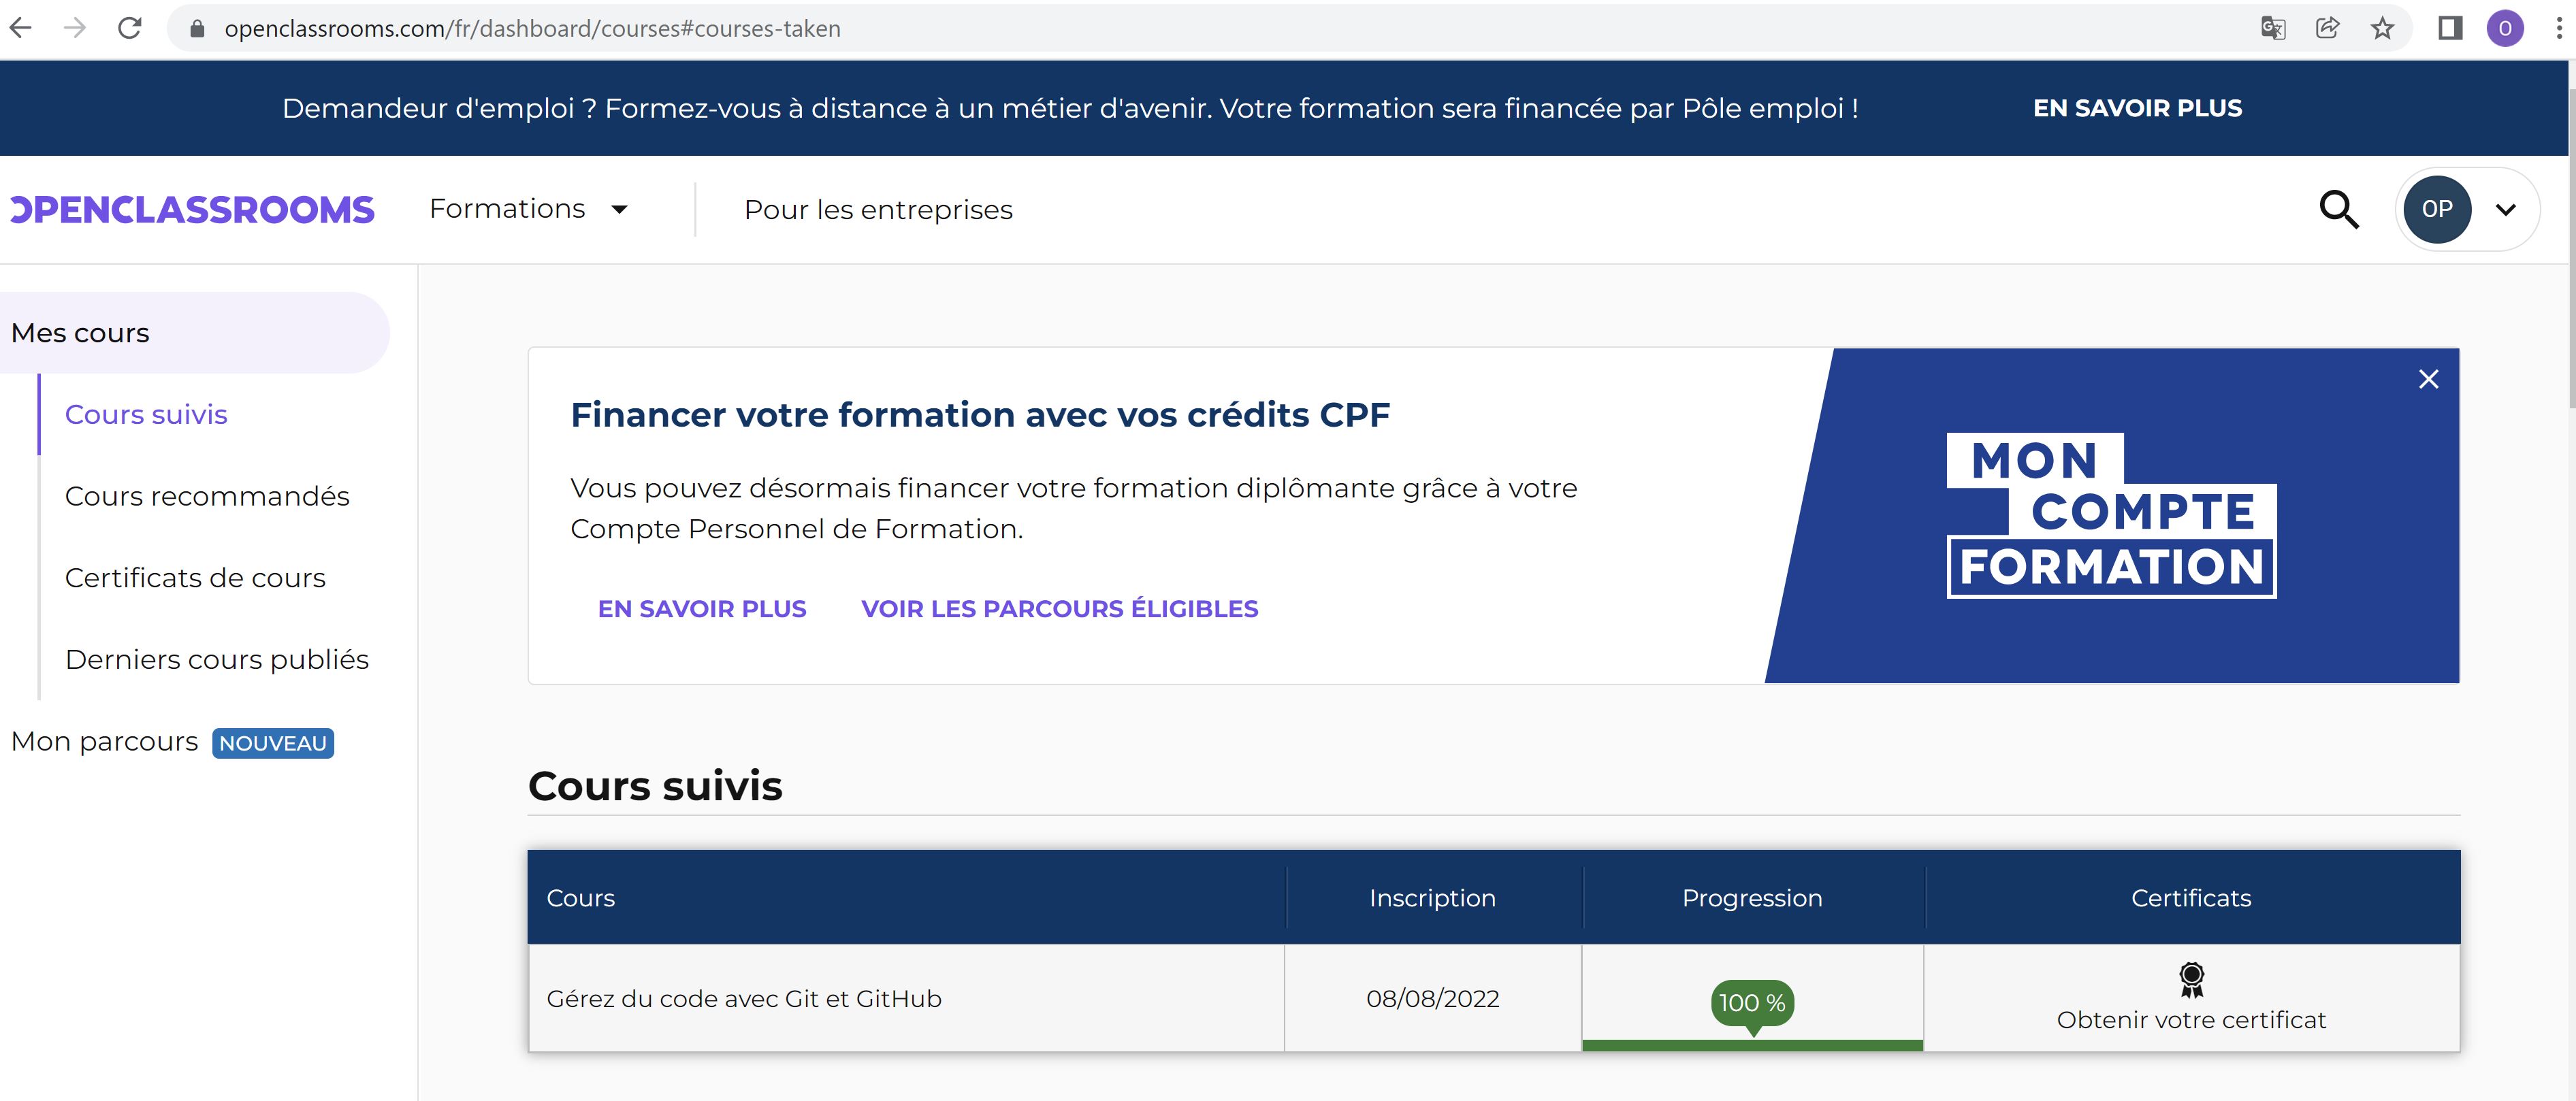 openclassrooms.com/fr/dashboard/courses#courses-taken
O
Demandeur d'emploi ? Formez-vous à distance à un métier d'avenir. Votre formation sera financée par Pôle emploi !
EN SAVOIR PLUS
OPENCLASSROOMS
Formations
Pour les entreprises
OP
Mes cours
Cours suivis
Cours recommandés
Certificats de cours
Derniers cours publiés
Mon parcours NOUVEAU
Financer votre formation avec vos crédits CPF
Vous pouvez désormais financer votre formation diplômante grâce à votre
Compte Personnel de Formation.
EN SAVOIR PLUS
VOIR LES PARCOURS ÉLIGIBLES
MON
COMPTE
FORMATION
Cours suivis
Cours
Inscription
Progression
Certificats
Gérez du code avec Git et GitHub
08/08/2022
100 %
Obtenir votre certificat